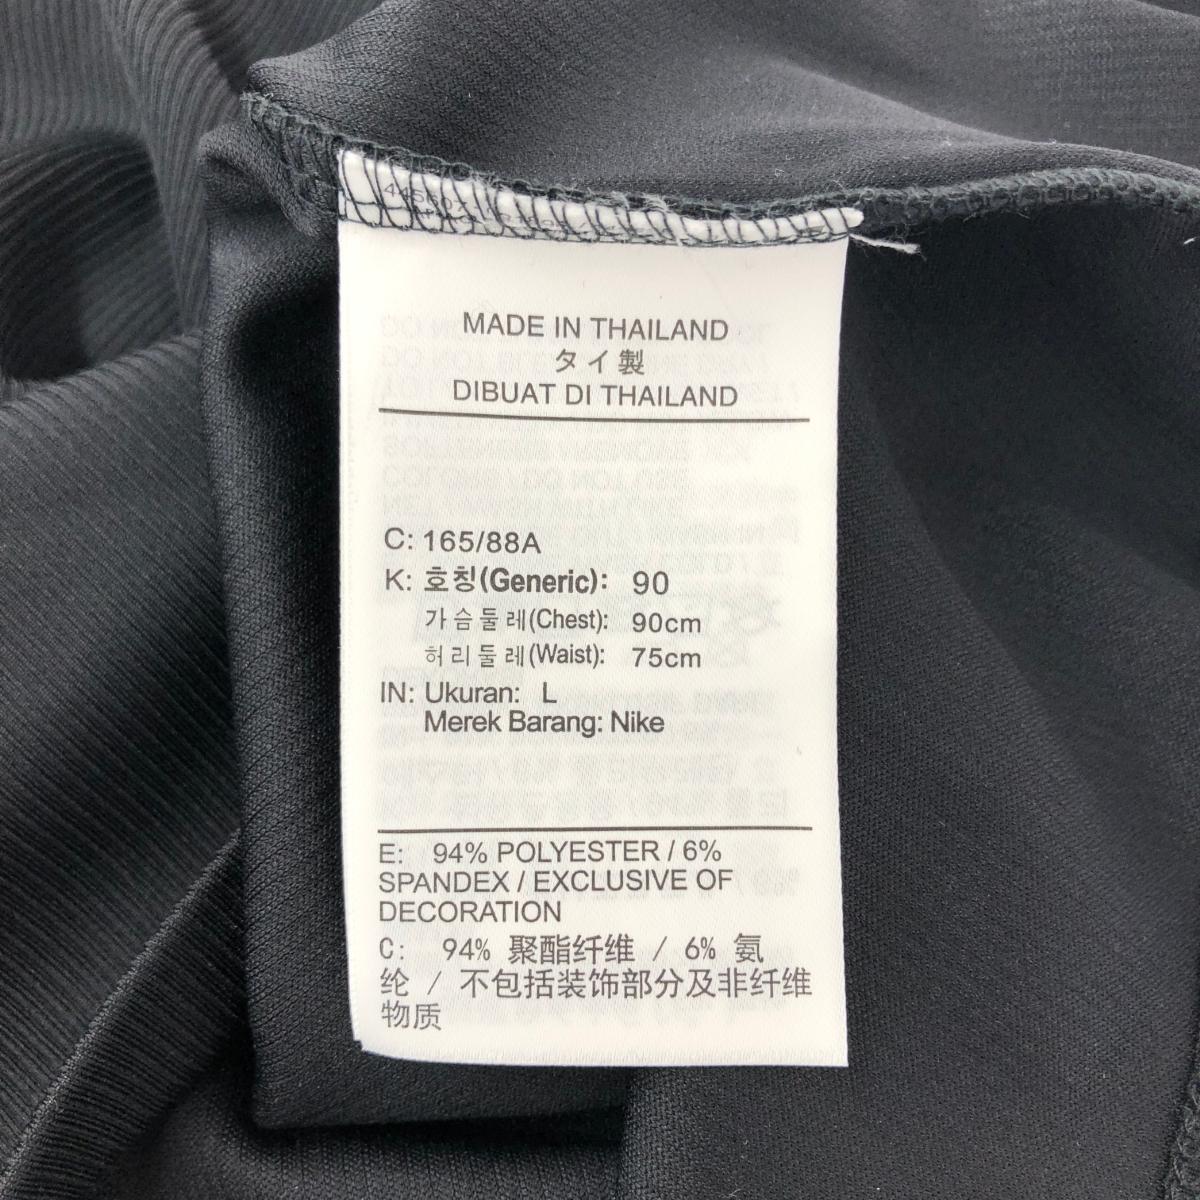 MADE IN THAILAND
タイ製
DIBUAT DI THAILAND
C: 165/88A
K: 호칭(Generic): 90
가슴둘레(Chest): 90cm
허리둘레(Waist): 75cm
IN: Ukuran: L
Merek Barang: Nike
E: 94% POLYESTER / 6%
SPANDEX / EXCLUSIVE OF
DECORATION
C: 94% 聚酯纤维 / 6% 氨
纶 / 不包括装饰部分及非纤维
物质